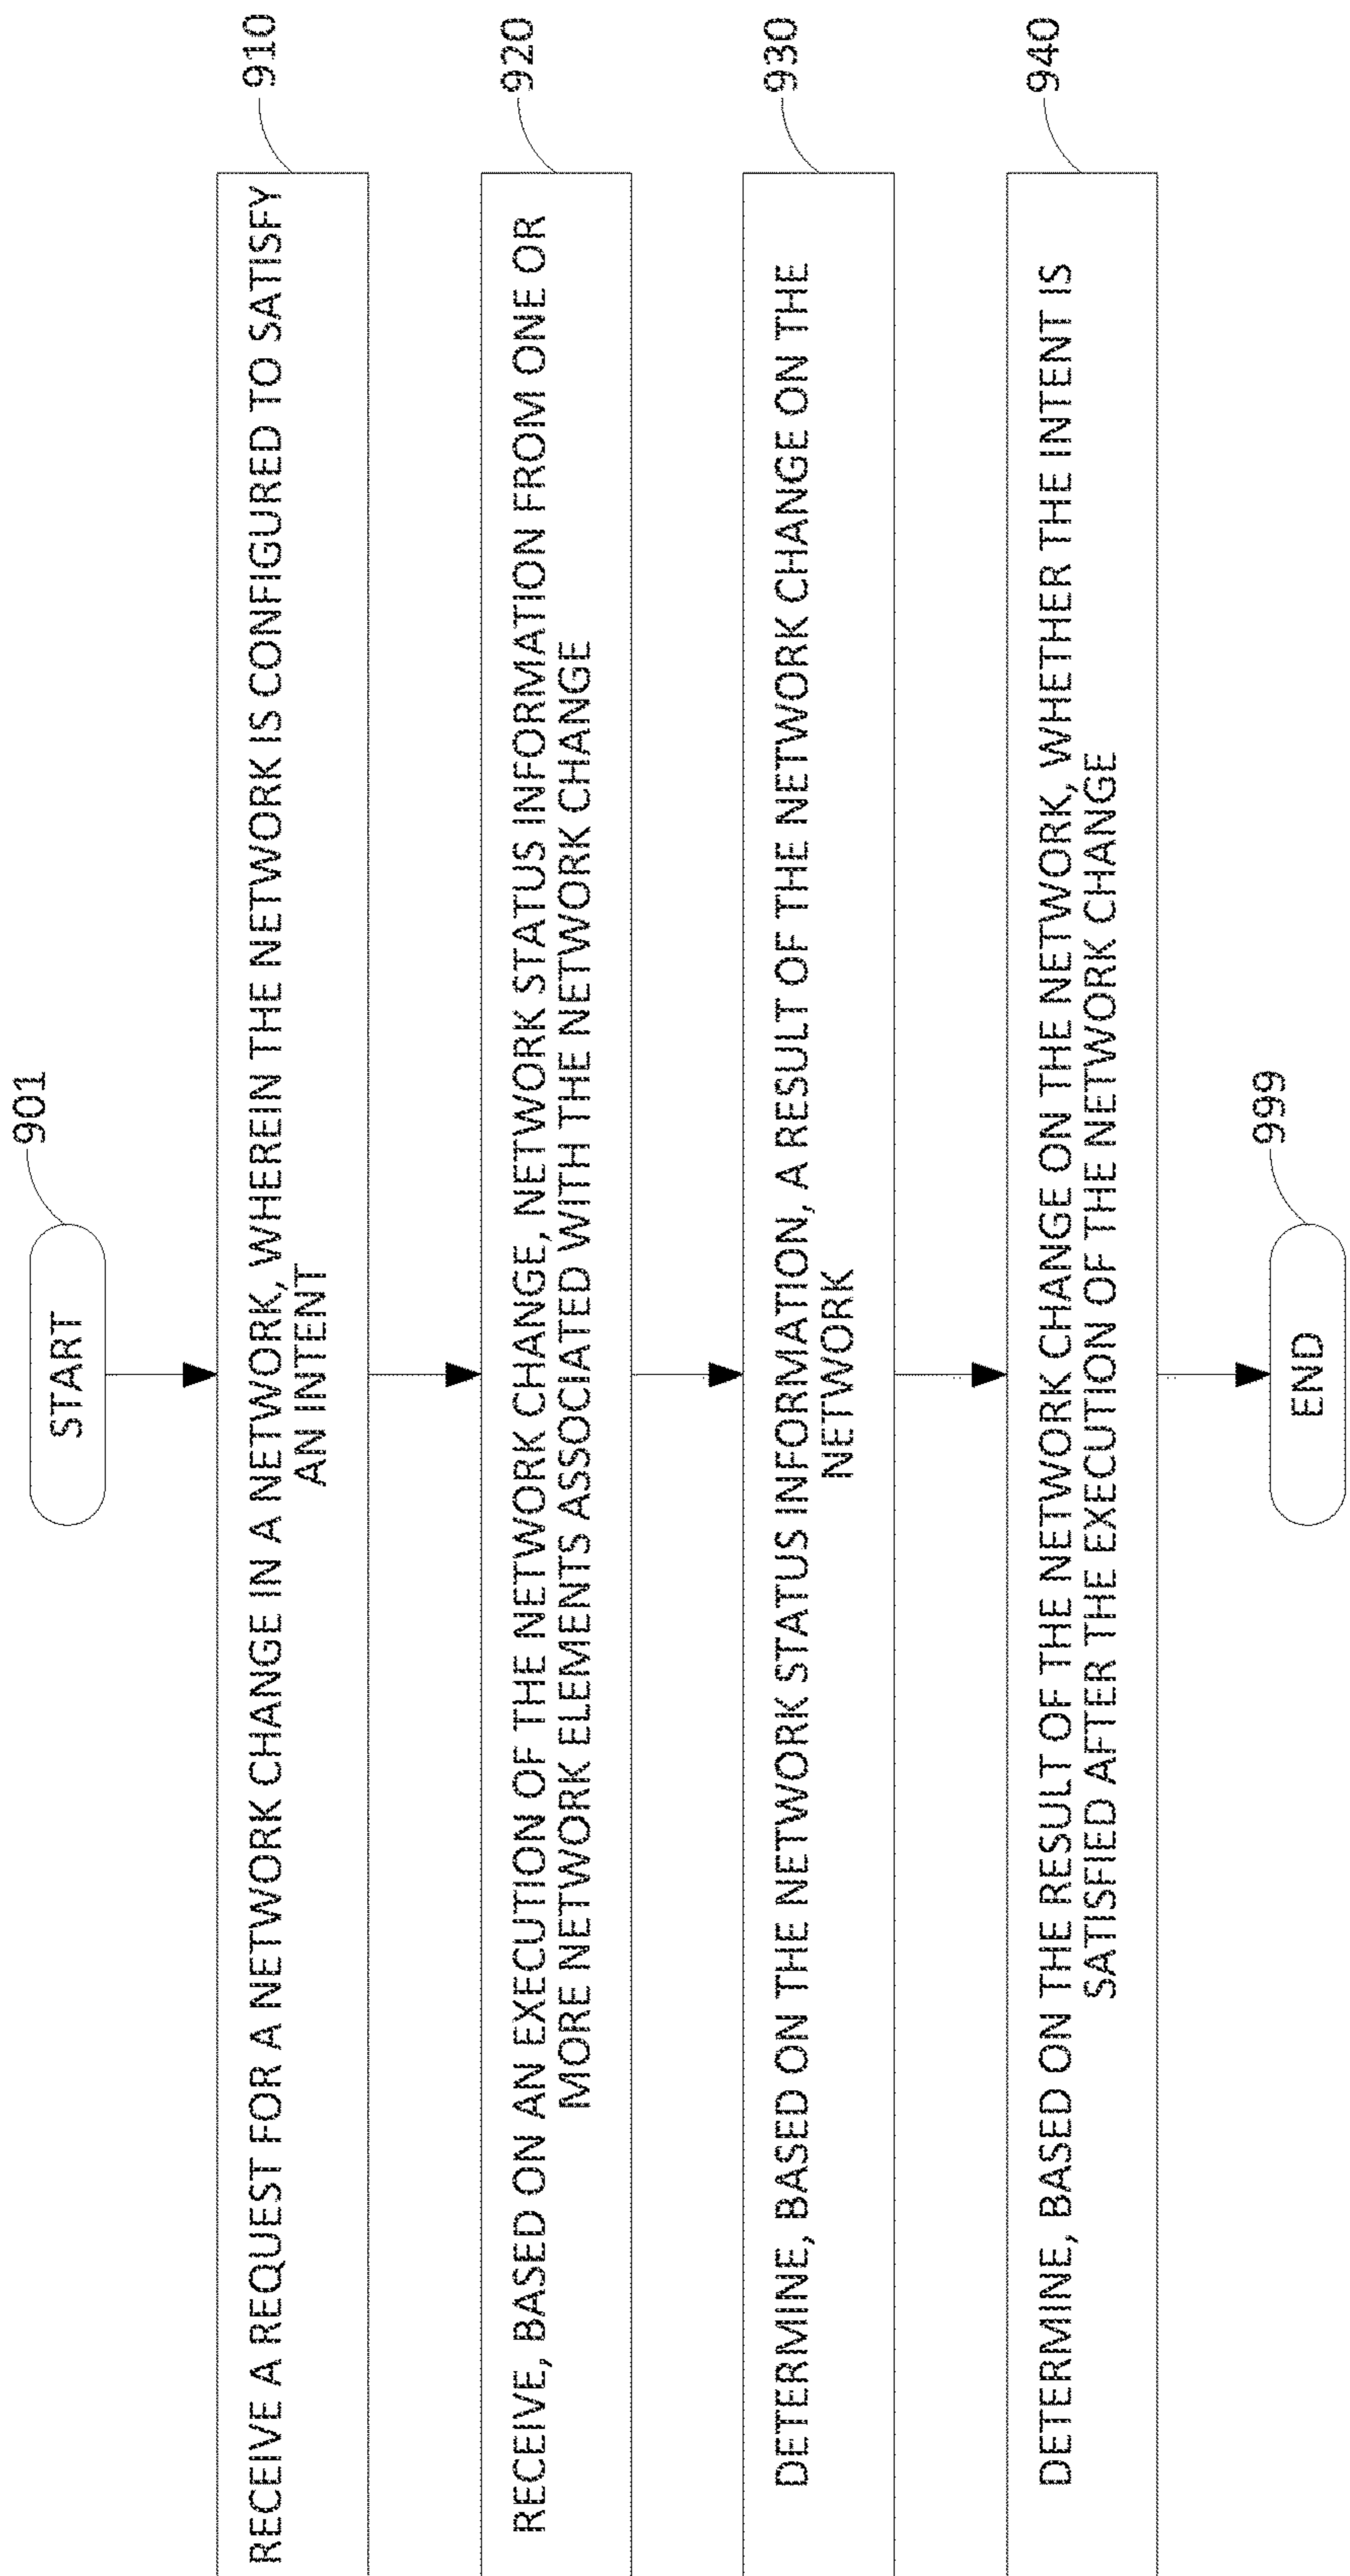 901
START
910
RECEIVE A REQUEST FOR A NETWORK CHANGE IN A NETWORK, WHEREIN THE NETWORK IS CONFIGURED TO SATISFY
AN INTENT
920
RECEIVE, BASED ON AN EXECUTION OF THE NETWORK CHANGE, NETWORK STATUS INFORMATION FROM ONE OR
MORE NETWORK ELEMENTS ASSOCIATED WITH THE NETWORK CHANGE
930
DETERMINE, BASED ON THE NETWORK STATUS INFORMATION, A RESULT OF THE NETWORK CHANGE ON THE
NETWORK
940
DETERMINE, BASED ON THE RESULT OF THE NETWORK CHANGE ON THE NETWORK, WHETHER THE INTENT IS
SATISFIED AFTER THE EXECUTION OF THE NETWORK CHANGE
999
END